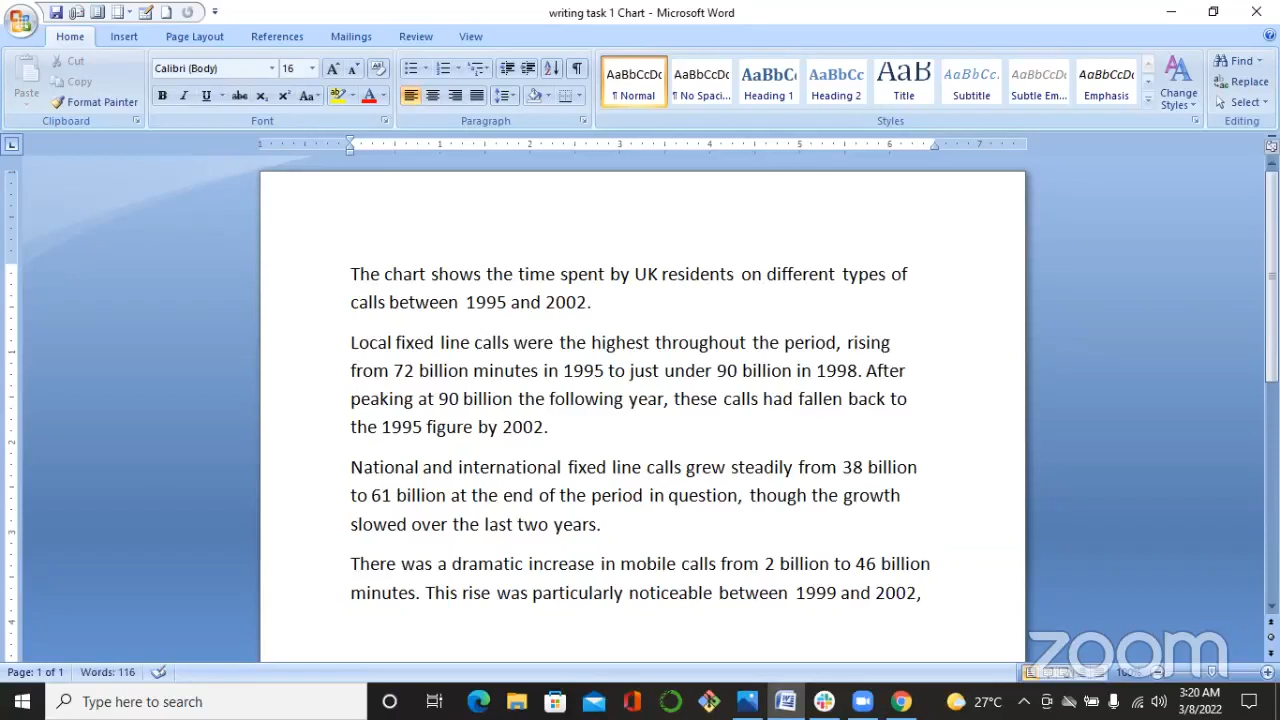 writing task 1 Chart - Microsoft Word
Home Insert Page Layout References Mailings Review View
Paste
Cut
Copy
Format Painter
Clipboard
Calibri (Body) 16
Font
Paragraph
AaBbCcDc AaBbCcDc AaBbC AaBbCc AaB AaBbCc. AaBbCcDc AaBbCcDc
¶ Normal ¶ No Spaci... Heading 1 Heading 2 Title Subtitle Subtle Em... Emphasis
Change Styles
Styles
Find
Replace
Select
Editing
The chart shows the time spent by UK residents on different types of
calls between 1995 and 2002.
Local fixed line calls were the highest throughout the period, rising
from 72 billion minutes in 1995 to just under 90 billion in 1998. After
peaking at 90 billion the following year, these calls had fallen back to
the 1995 figure by 2002.
National and international fixed line calls grew steadily from 38 billion
to 61 billion at the end of the period in question, though the growth
slowed over the last two years.
There was a dramatic increase in mobile calls from 2 billion to 46 billion
minutes. This rise was particularly noticeable between 1999 and 2002,
zoom
Page: 1 of 1 Words: 116
Type here to search
27°C
3:20 AM
3/8/2022